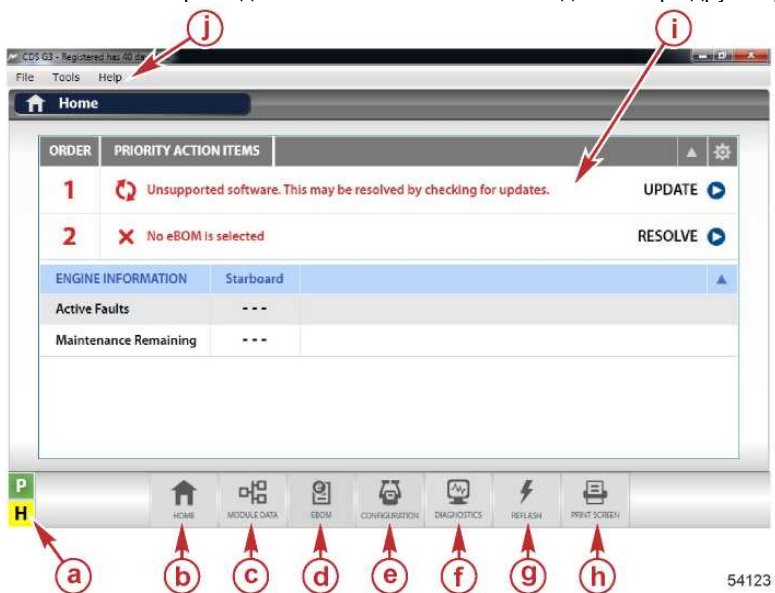 j
i
CDS G3 - Registered has 40 da
File Tools Help
Home
ORDER PRIORITY ACTION ITEMS
1 Unsupported software. This may be resolved by checking for updates. UPDATE
2 No eBOM is selected RESOLVE
ENGINE INFORMATION Starboard
Active Faults ---
Maintenance Remaining ---
P
H
HOME MODULE DATA EBOM CONFIGURATION DIAGNOSTICS REFLASH PRINT SCREEN
a b c d e f g h
54123